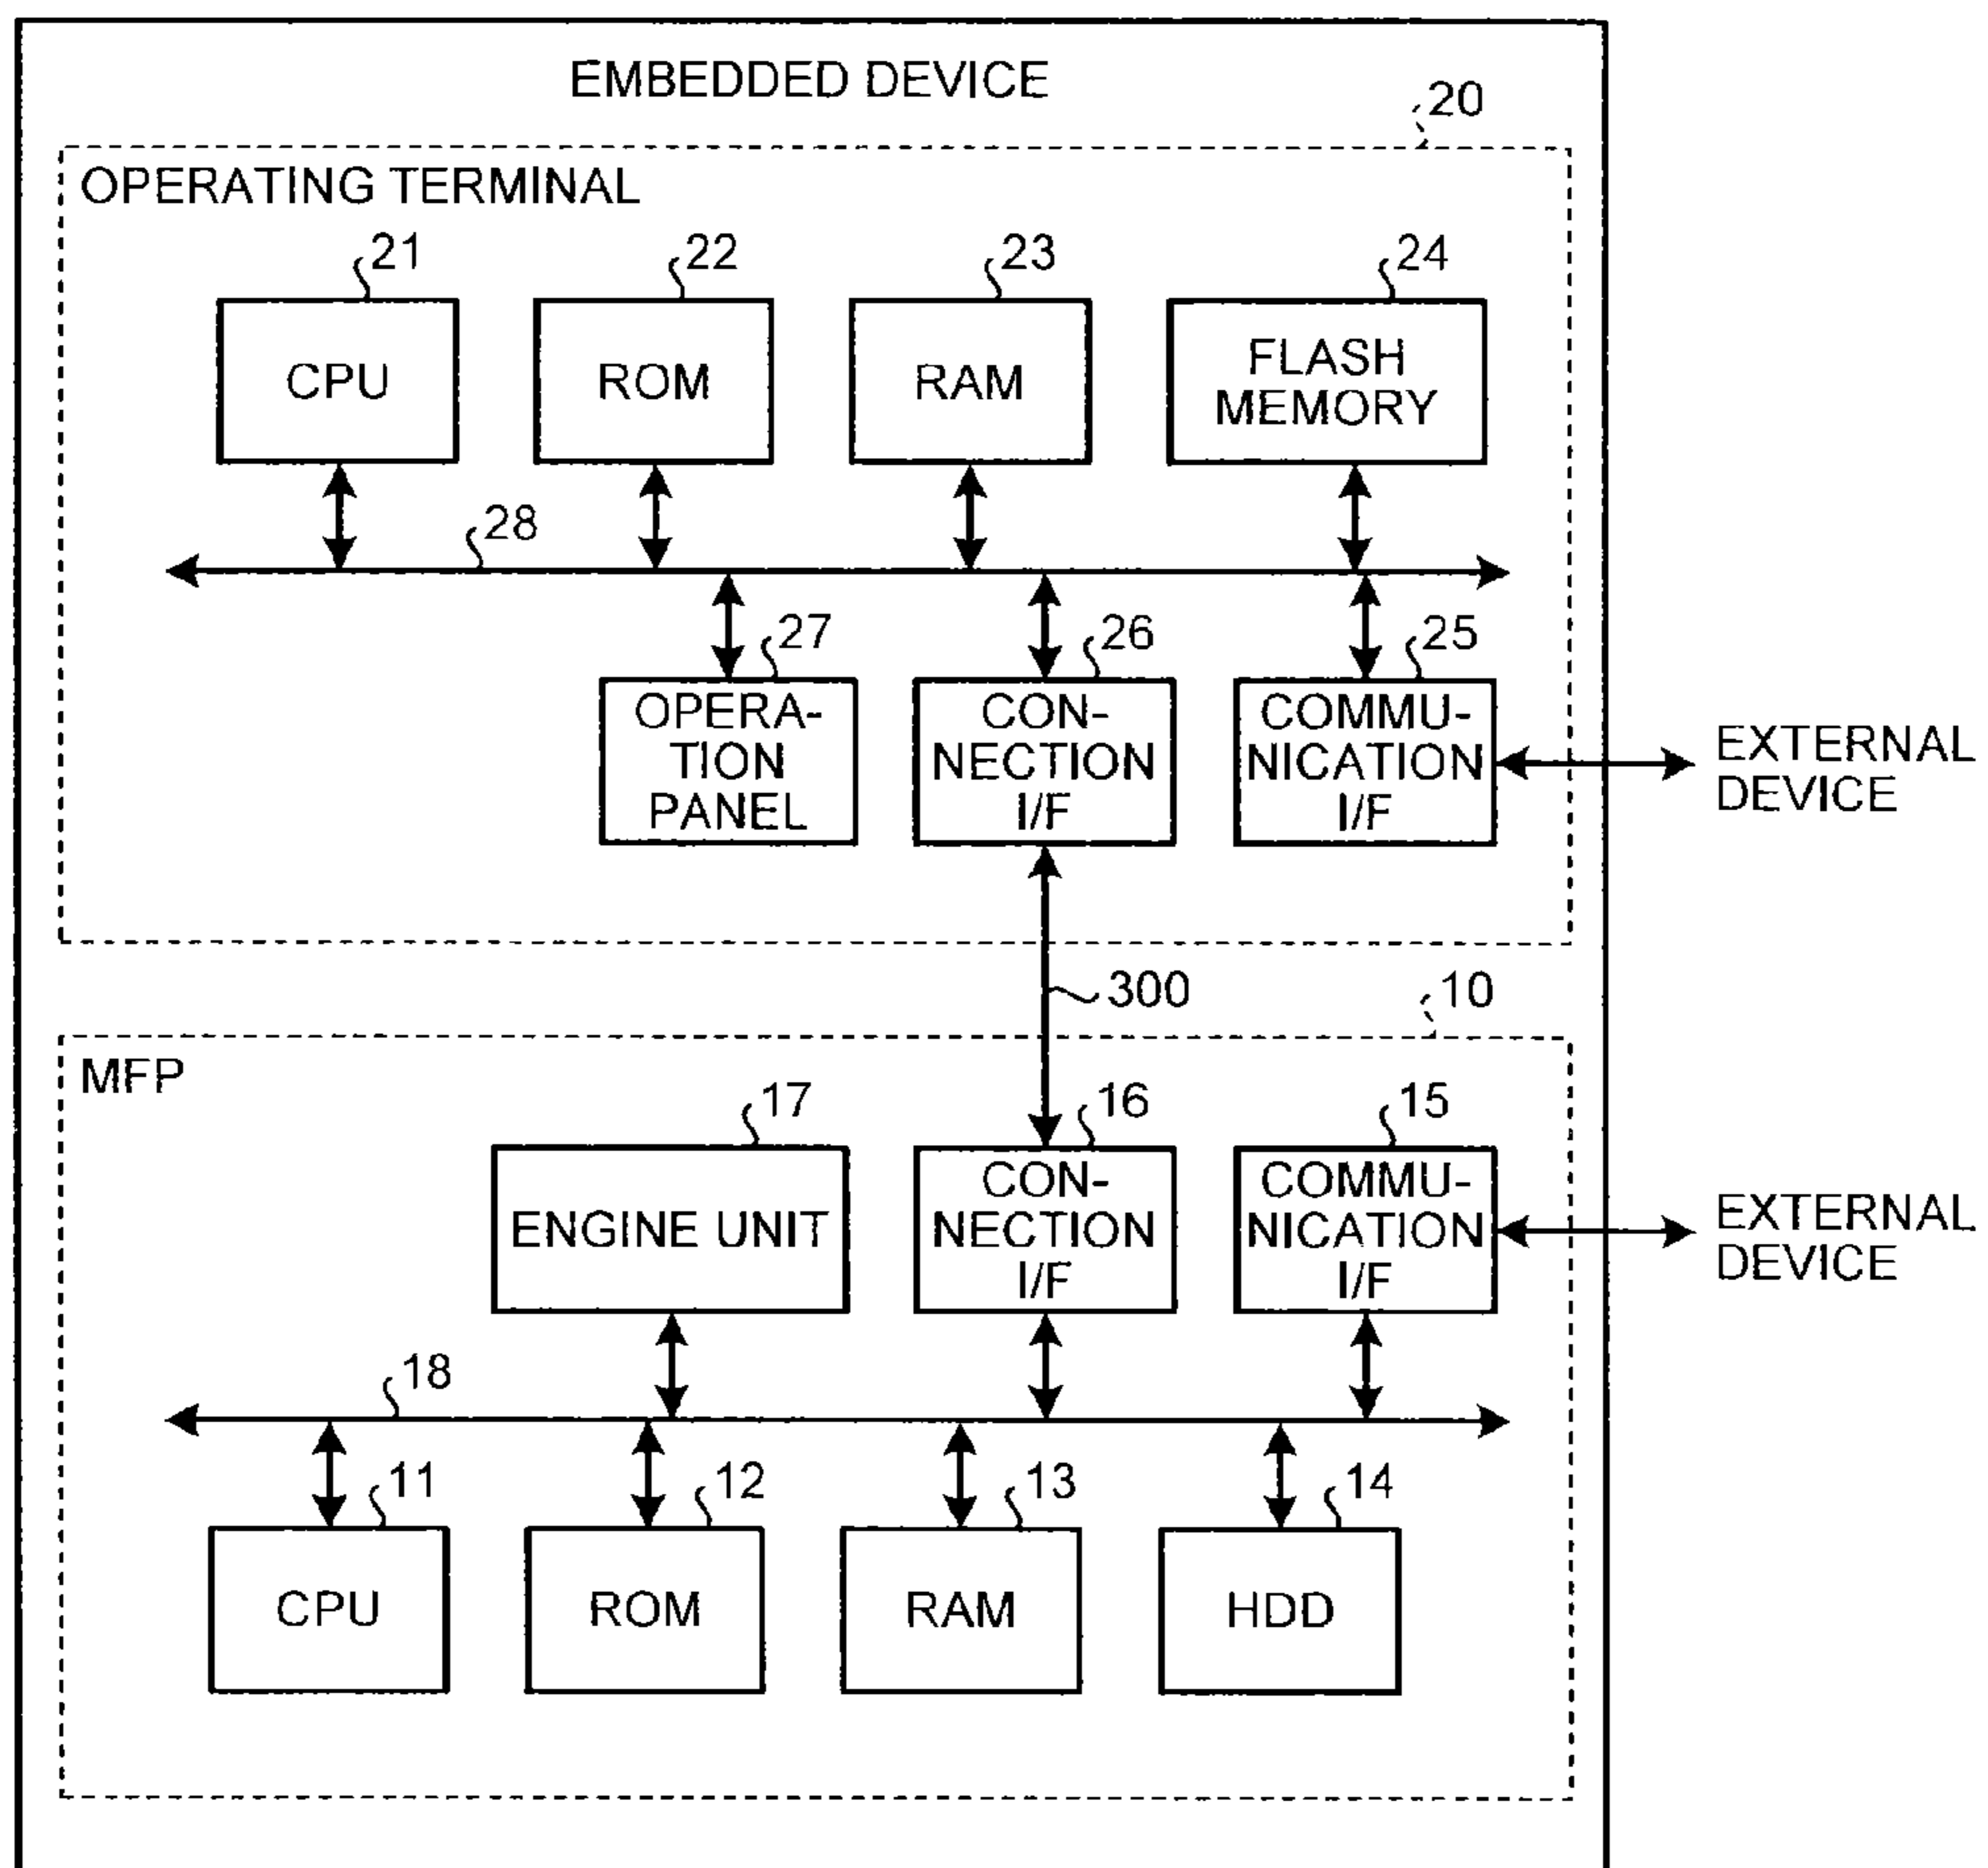 EMBEDDED DEVICE
20
OPERATING TERMINAL
21
22
23
24
CPU
ROM
RAM
FLASH
MEMORY
28
27
26
25
OPERA-
TION
PANEL
CON-
NECTION
I/F
COMMU-
NICATION
I/F
EXTERNAL
DEVICE
300
10
MFP
17
16
15
ENGINE UNIT
CON-
NECTION
I/F
COMMU-
NICATION
I/F
EXTERNAL
DEVICE
18
11
12
13
14
CPU
ROM
RAM
HDD